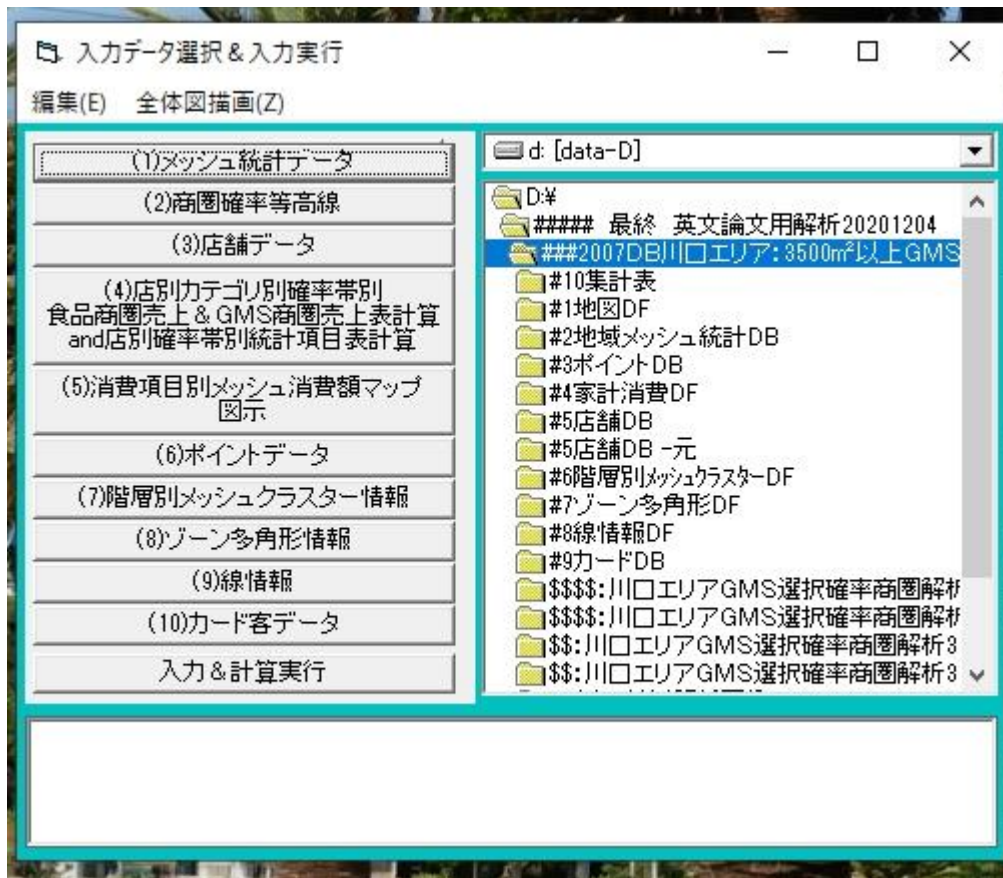 入力データ選択&入力実行
編集(E) 全体図描画(Z)
(1)メッシュ統計データ
(2)商圏確率等高線
(3)店舗データ
(4)店別カテゴリ別確率帯別
食品商圏売上&GMS商圏売上表計算
and店別確率帯別統計項目表計算
(5)消費項目別メッシュ消費額マップ
図示
(6)ポイントデータ
(7)階層別メッシュクラスター情報
(8)ゾーン多角形情報
(9)線情報
(10)カード客データ
入力&計算実行
d: [data-D]
D:¥
##### 最終 英文論文用解析20201204
###2007DB川口エリア:3500m²以上GMS
#10集計表
#1地図DF
#2地域メッシュ統計DB
#3ポイントDB
#4家計消費DF
#5店舗DB
#5店舗DB -元
#6階層別メッシュクラスターDF
#7ゾーン多角形DF
#8線情報DF
#9カードDB
$$$$:川口エリアGMS選択確率商圏解析
$$$$:川口エリアGMS選択確率商圏解析
$$:川口エリアGMS選択確率商圏解析3
$$:川口エリアGMS選択確率商圏解析3